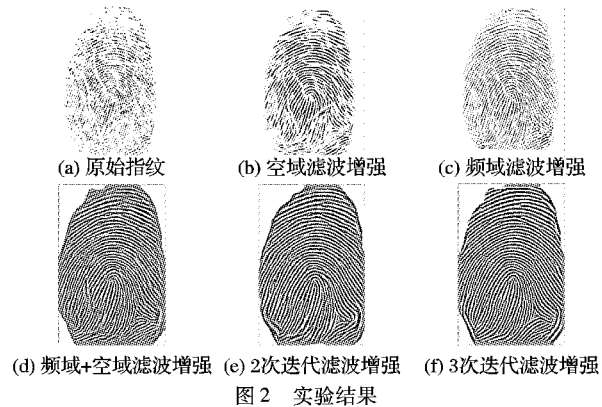 (a) 原始指纹 (b) 空域滤波增强 (c) 频域滤波增强
(d) 频域+空域滤波增强 (e) 2次迭代滤波增强 (f) 3次迭代滤波增强
图2 实验结果